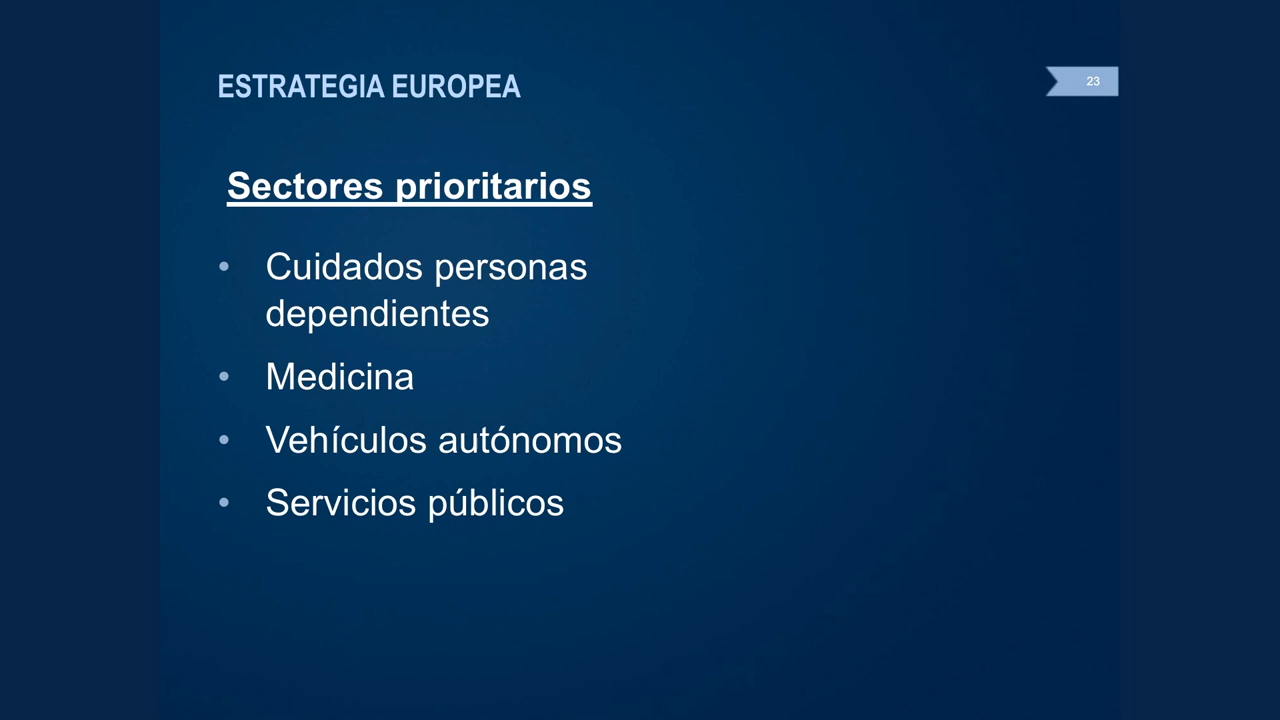 ESTRATEGIA EUROPEA
23
Sectores prioritarios
• Cuidados personas
dependientes
• Medicina
• Vehículos autónomos
• Servicios públicos